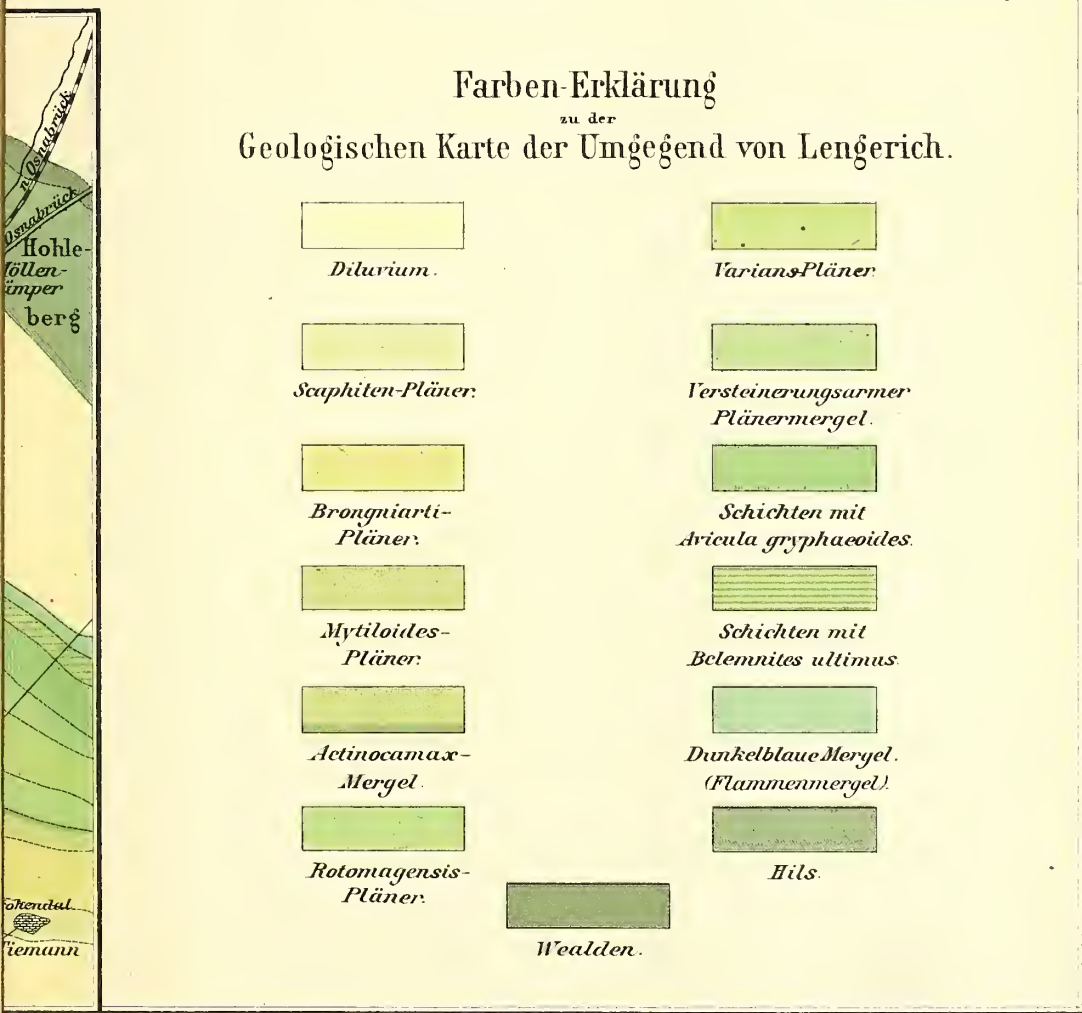 Farben-Erklärung
zu der
Geologischen Karte der Umgegend von Lengerich.
Diluvium.
Scaphiten-Pläner.
Brongniarti-
Pläner.
Mytiloides-
Pläner.
Actinocamax-
Mergel.
Rotomagensis-
Pläner.
Varians-Pläner.
Versteinerungsarmer
Plänermergel.
Schichten mit
Avicula gryphaeoides.
Schichten mit
Belemnites ultimus.
Dunkelblaue Mergel.
(Flammenmergel).
Hils.
Wealden.
n. Osnabrück
Osnabrück
Hohle-
berg